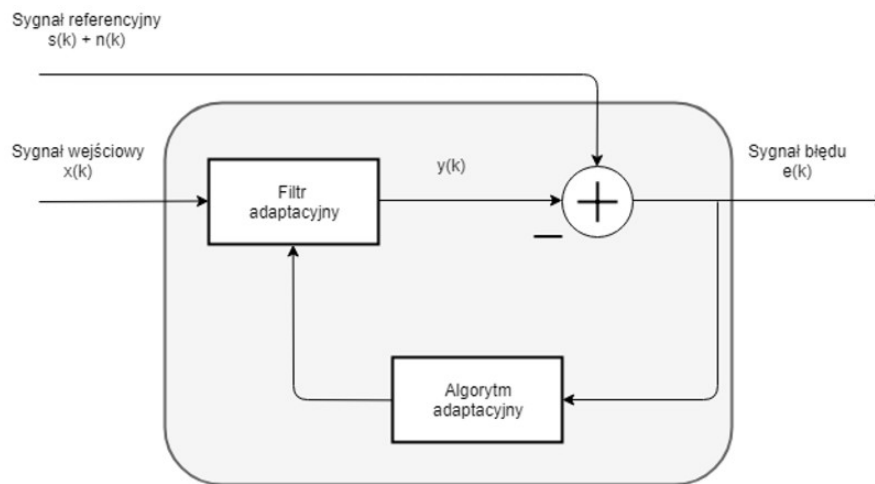 Sygnał referencyjny
s(k) + n(k)
Sygnał wejściowy
x(k)
Filtr
adaptacyjny
y(k)
Sygnał błędu
e(k)
Algorytm
adaptacyjny